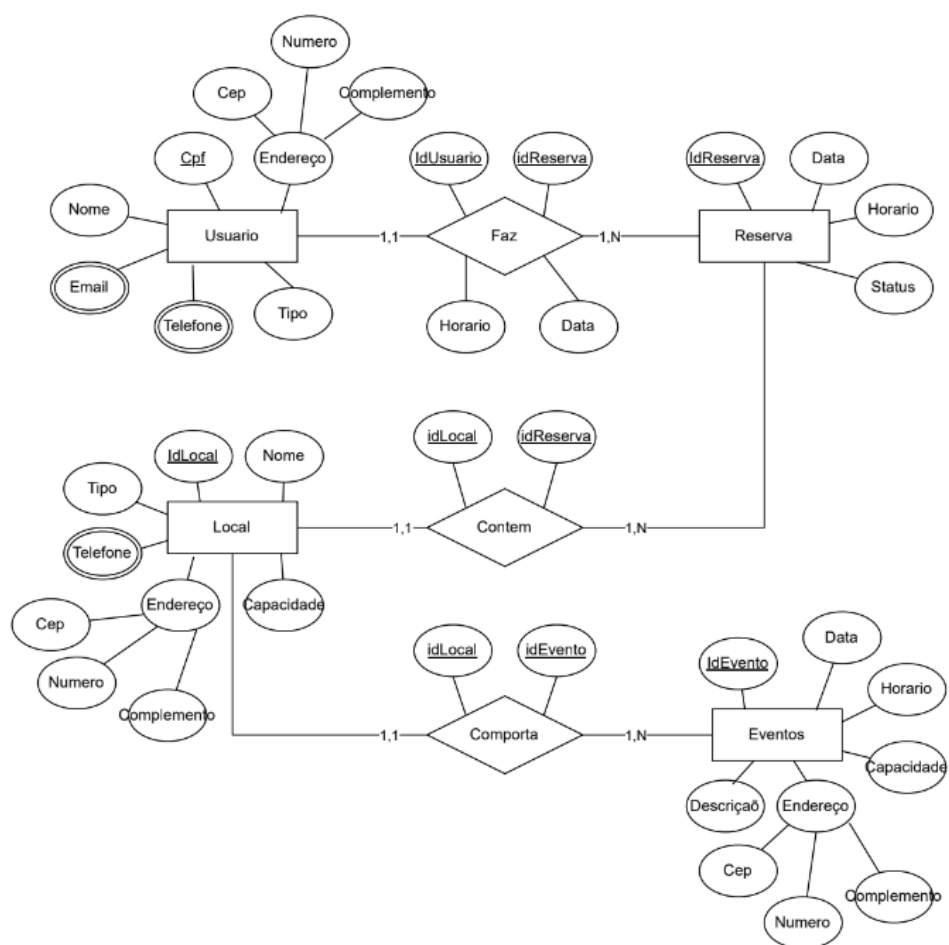 Numero
Cep
Complemento
Cpf
Endereço
IdUsuario
idReserva
IdReserva
Data
Nome
Usuario
1,1
Faz
1,N
Reserva
Horario
Email
Telefone
Tipo
Horario
Data
Status
IdLocal
Nome
idLocal
idReserva
Tipo
Local
1,1
Contem
1,N
Telefone
Endereço
Capacidade
Cep
Numero
Complemento
idLocal
idEvento
IdEvento
Data
Horario
1,1
Comporta
1,N
Eventos
Capacidade
Descriçaõ
Endereço
Cep
Complemento
Numero